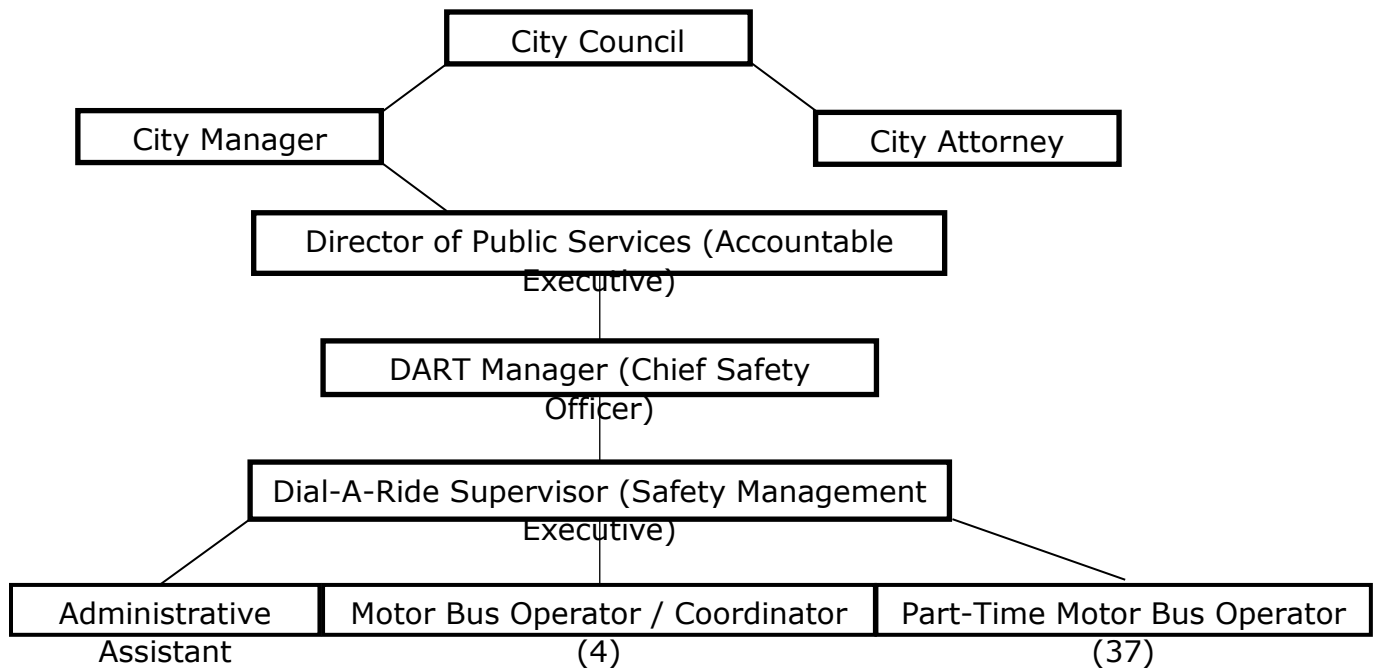 City Council
City Manager
City Attorney
Director of Public Services (Accountable
Executive)
DART Manager (Chief Safety
Officer)
Dial-A-Ride Supervisor (Safety Management
Executive)
Administrative
Assistant
Motor Bus Operator / Coordinator
(4)
Part-Time Motor Bus Operator
(37)